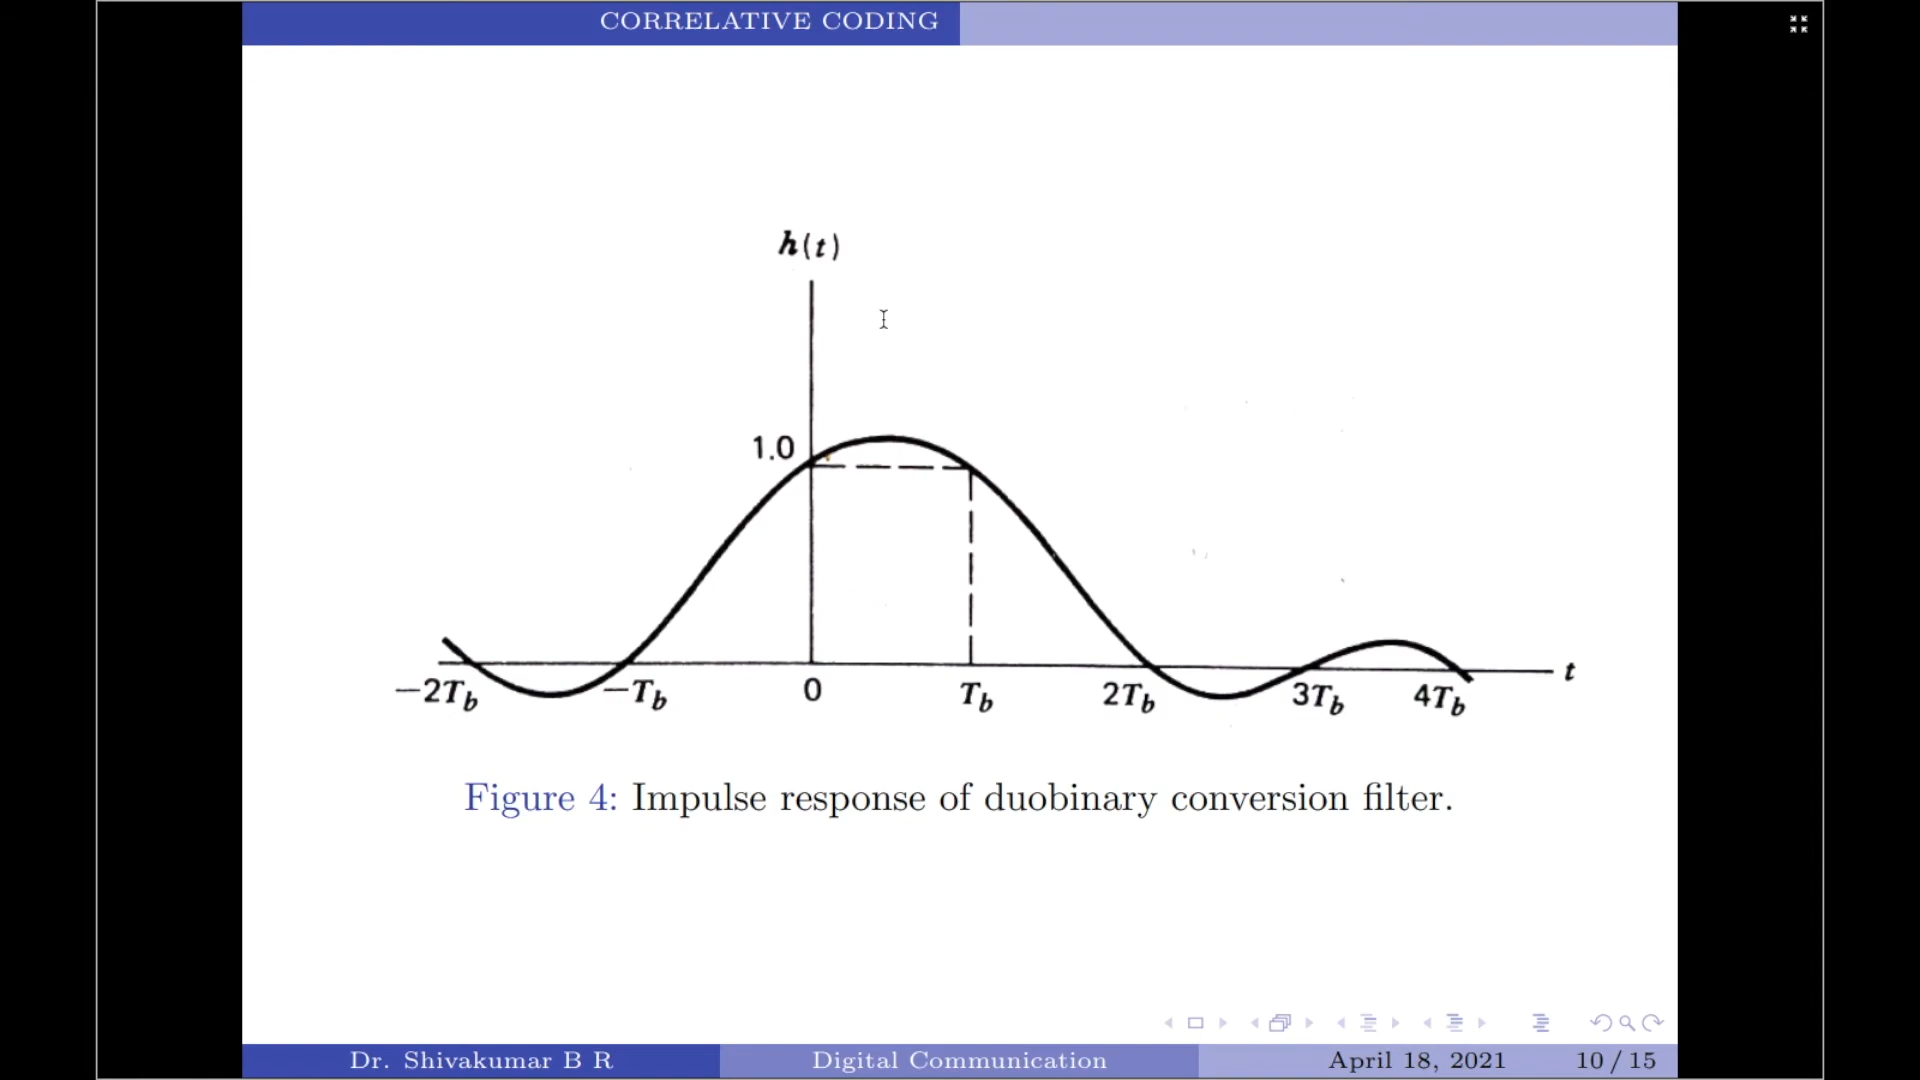 CORRELATIVE CODING
h(t)
1.0
−2Tb −Tb 0 Tb 2Tb 3Tb 4Tb t
Figure 4: Impulse response of duobinary conversion filter.
Dr. Shivakumar B R Digital Communication April 18, 2021 10 / 15